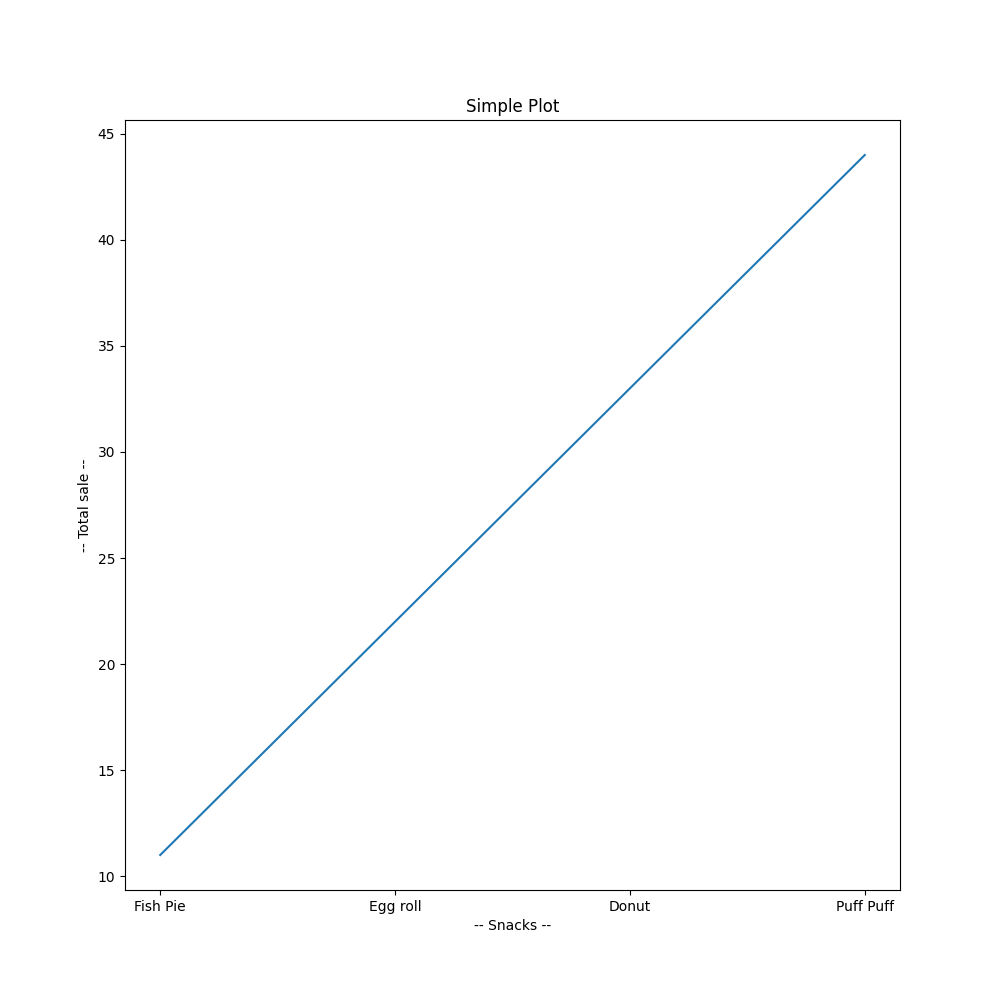 Simple Plot
45
40
35
30
25
20
15
10
-- Total sale --
Fish Pie Egg roll Donut Puff Puff
-- Snacks --